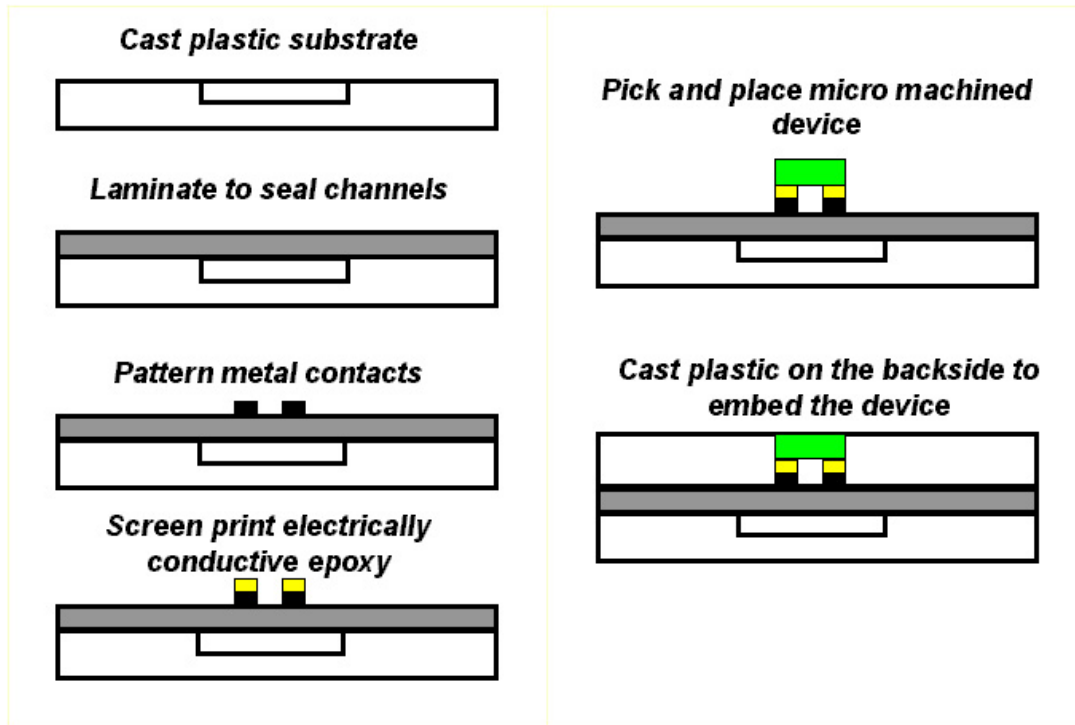 Cast plastic substrate
Laminate to seal channels
Pattern metal contacts
Screen print electrically
conductive epoxy
Pick and place micro machined
device
Cast plastic on the backside to
embed the device